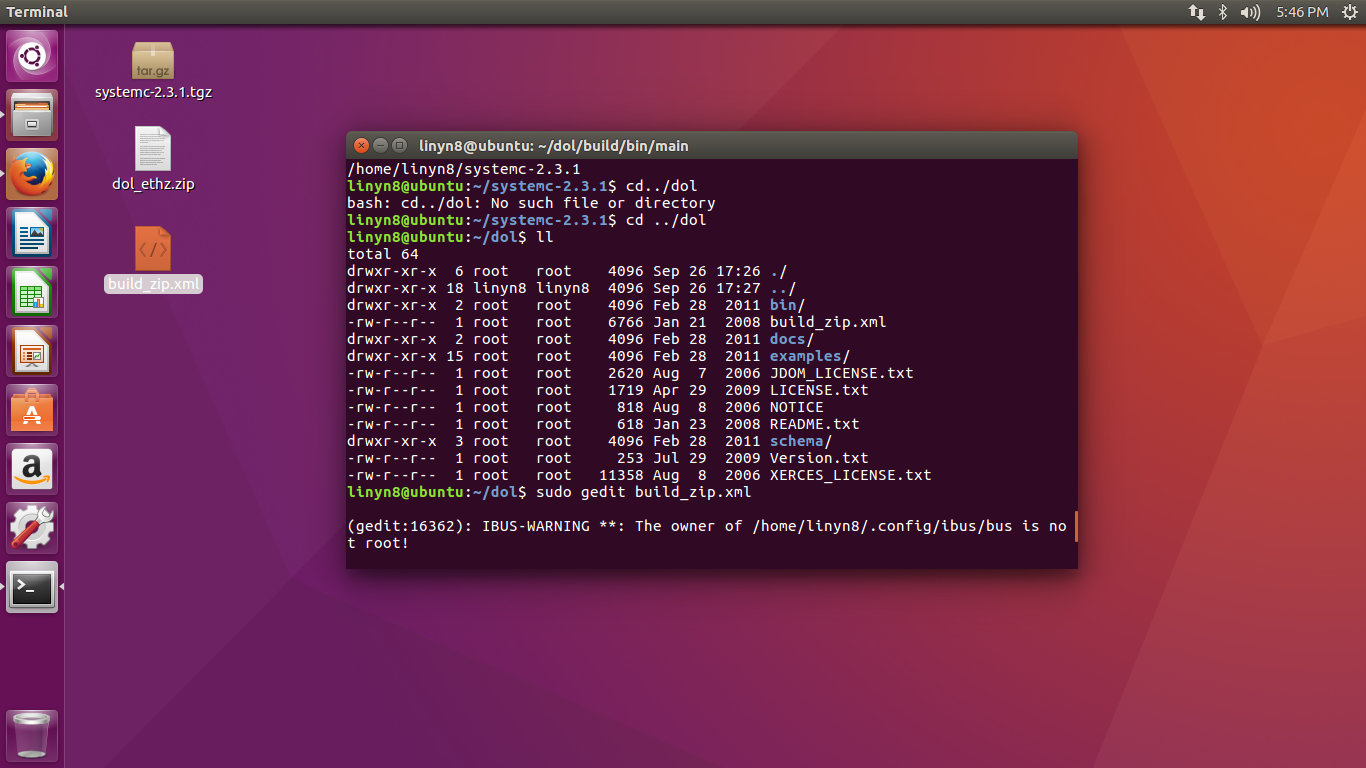 Terminal
5:46 PM
tar.gz
systemc-2.3.1.tgz
dol_ethz.zip
build_zip.xml
linyn8@ubuntu: ~/dol/build/bin/main
/home/linyn8/systemc-2.3.1
linyn8@ubuntu:~/systemc-2.3.1$ cd../dol
bash: cd../dol: No such file or directory
linyn8@ubuntu:~/systemc-2.3.1$ cd ../dol
linyn8@ubuntu:~/dol$ ll
total 64
drwxr-xr-x  6 root   root    4096 Sep 26 17:26 ./
drwxr-xr-x 18 linyn8 linyn8  4096 Sep 26 17:27 ../
drwxr-xr-x  2 root   root    4096 Feb 28  2011 bin/
-rw-r--r--  1 root   root    6766 Jan 21  2008 build_zip.xml
drwxr-xr-x  2 root   root    4096 Feb 28  2011 docs/
drwxr-xr-x 15 root   root    4096 Feb 28  2011 examples/
-rw-r--r--  1 root   root    2620 Aug  7  2006 JDOM_LICENSE.txt
-rw-r--r--  1 root   root    1719 Apr 29  2009 LICENSE.txt
-rw-r--r--  1 root   root     818 Aug  8  2006 NOTICE
-rw-r--r--  1 root   root     618 Jan 23  2008 README.txt
drwxr-xr-x  3 root   root    4096 Feb 28  2011 schema/
-rw-r--r--  1 root   root     253 Jul 29  2009 Version.txt
-rw-r--r--  1 root   root   11358 Aug  8  2006 XERCES_LICENSE.txt
linyn8@ubuntu:~/dol$ sudo gedit build_zip.xml
(gedit:16362): IBUS-WARNING **: The owner of /home/linyn8/.config/ibus/bus is no
t root!